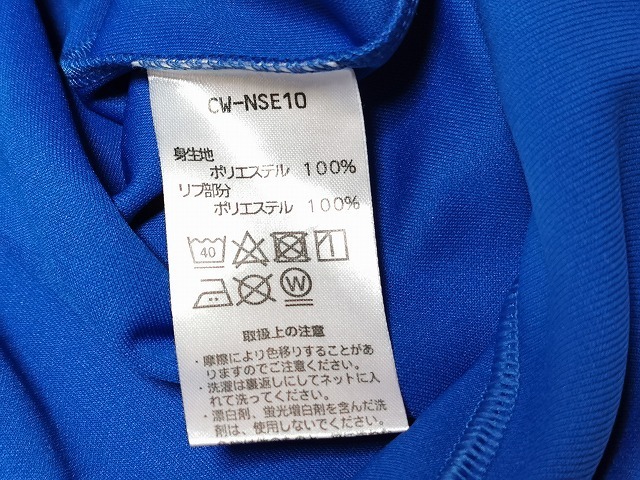 CW-NSE10
身生地
ポリエステル 100%
リブ部分
ポリエステル 100%
40
W
取扱上の注意
・摩擦により色移りすることがあ
りますのでご注意ください。
・洗濯は裏返しにしてネットに入
れて洗ってください。
・漂白剤、蛍光増白剤を含んだ洗
剤は、使用しないでください。